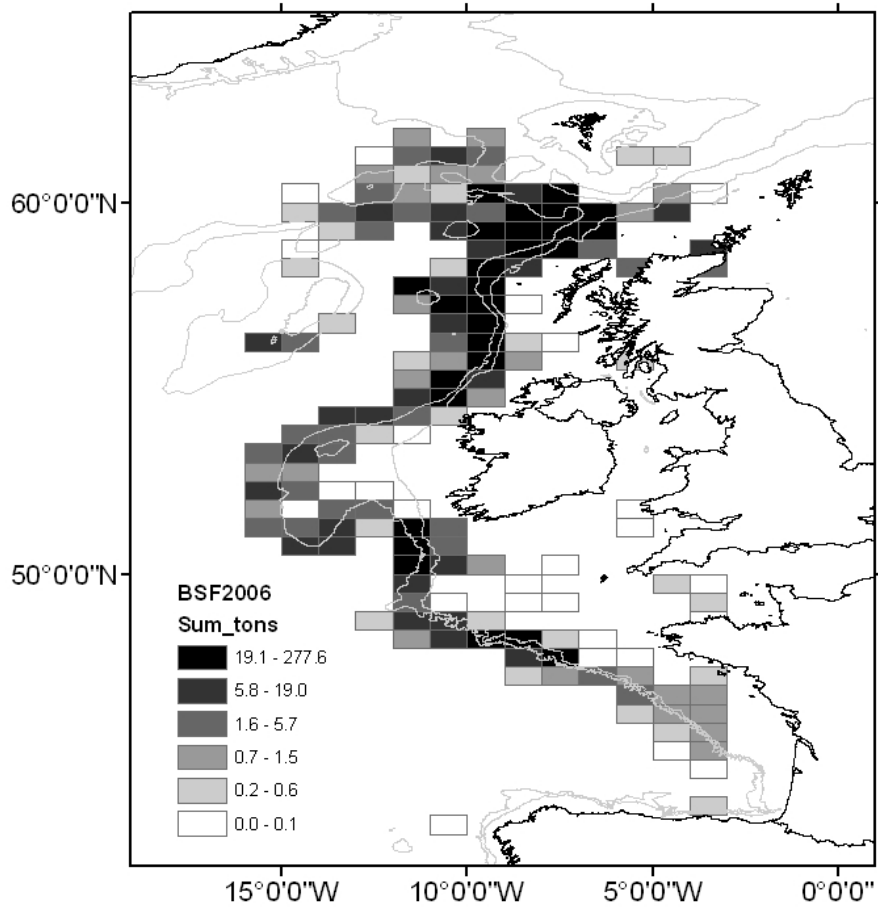 60°0'0"N
50°0'0"N
BSF2006
Sum_tons
19.1 - 277.6
5.8 - 19.0
1.6 - 5.7
0.7 - 1.5
0.2 - 0.6
0.0 - 0.1
15°0'0"W 10°0'0"W 5°0'0"W 0°0'0"